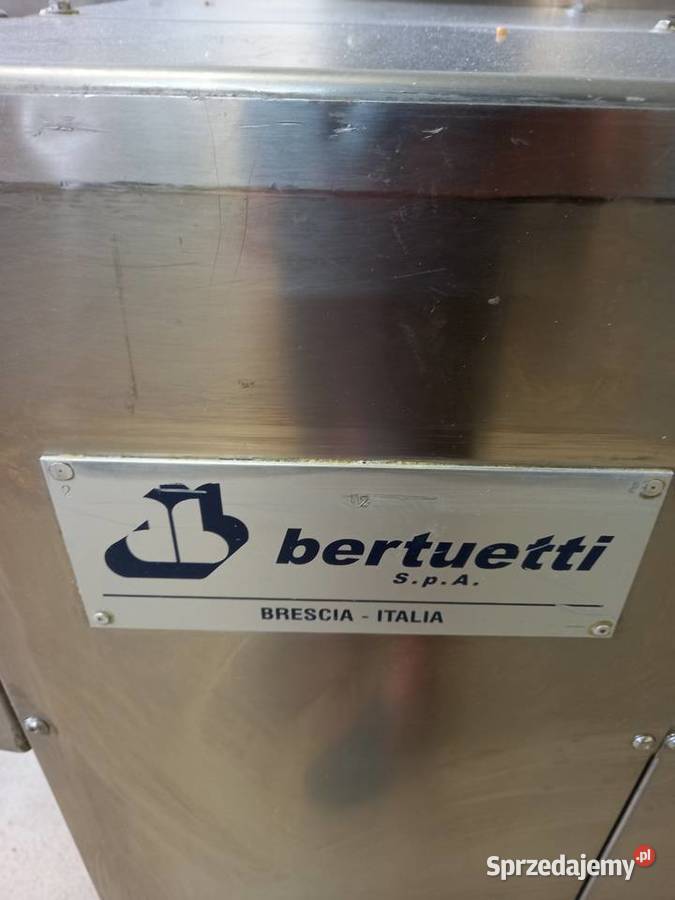 bertuetti
S.p.A.
BRESCIA - ITALIA
Sprzedajemy.pl